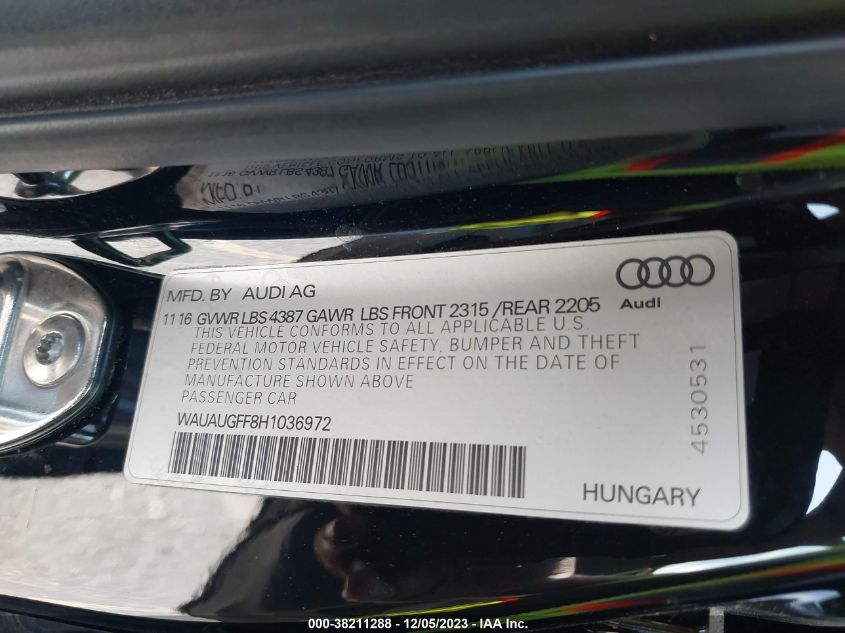 MFD. BY AUDI AG
11 16 GVWR LBS 4387 GAWR LBS FRONT 2315 / REAR 2205
THIS VEHICLE CONFORMS TO ALL APPLICABLE U.S.
FEDERAL MOTOR VEHICLE SAFETY, BUMPER AND THEFT
PREVENTION STANDARDS IN EFFECT ON THE DATE OF
MANUFACTURE SHOWN ABOVE
PASSENGER CAR
WAUAUGFF8H1036972
Audi
4530531
HUNGARY
000-38211288 - 12/05/2023 - IAA Inc.